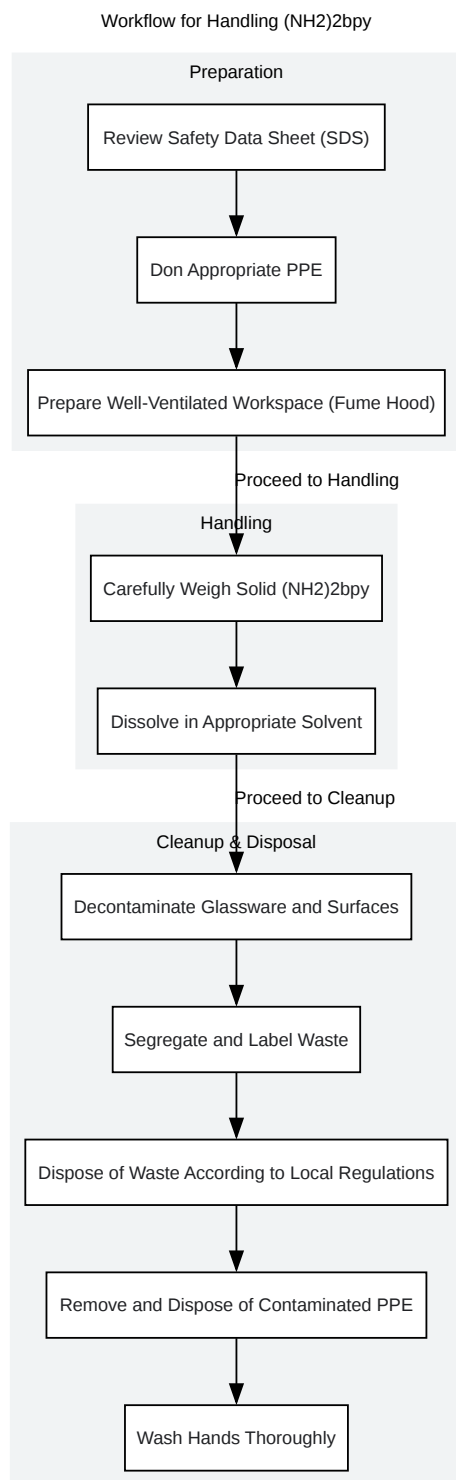 Workflow for Handling (NH2)2bpy
Preparation
Review Safety Data Sheet (SDS)
Don Appropriate PPE
Prepare Well-Ventilated Workspace (Fume Hood)
Proceed to Handling
Handling
Carefully Weigh Solid (NH2)2bpy
Dissolve in Appropriate Solvent
Proceed to Cleanup
Cleanup & Disposal
Decontaminate Glassware and Surfaces
Segregate and Label Waste
Dispose of Waste According to Local Regulations
Remove and Dispose of Contaminated PPE
Wash Hands Thoroughly